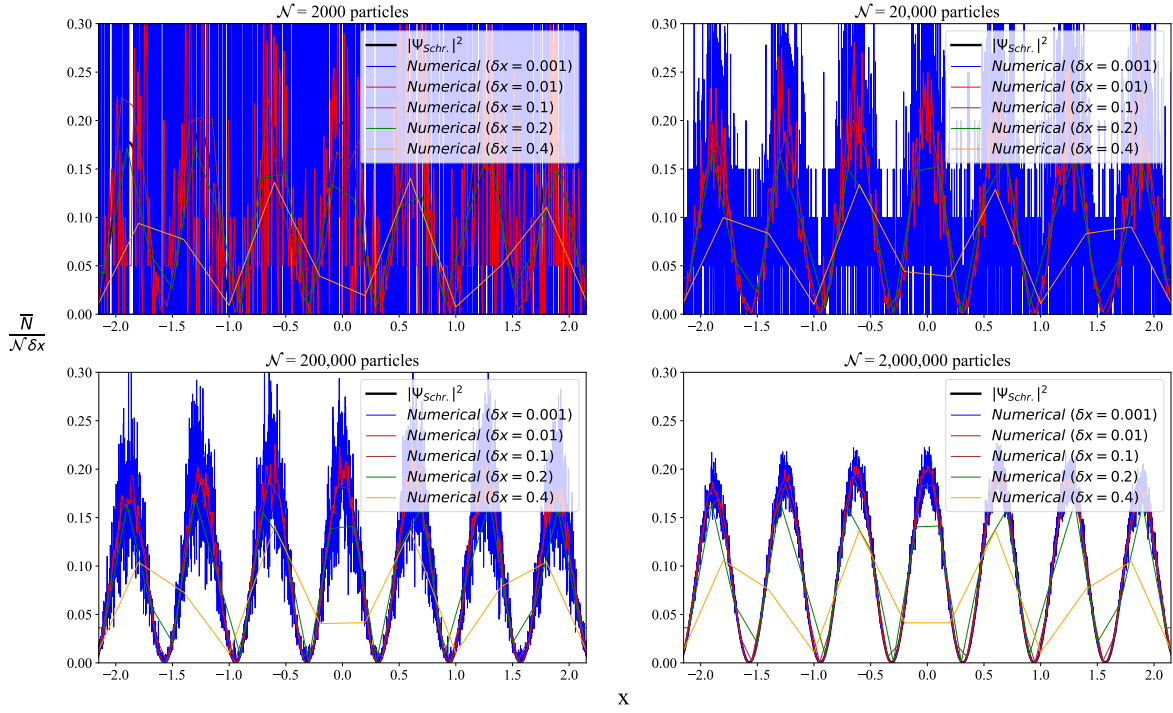 𝒩 = 2000 particles
0.30
0.25
0.20
0.15
0.10
0.05
0.00
−2.0 −1.5 −1.0 −0.5 0.0 0.5 1.0 1.5 2.0
|Ψ_Schr.|²
Numerical (δx = 0.001)
Numerical (δx = 0.01)
Numerical (δx = 0.1)
Numerical (δx = 0.2)
Numerical (δx = 0.4)
𝒩 = 20,000 particles
0.30
0.25
0.20
0.15
0.10
0.05
0.00
−2.0 −1.5 −1.0 −0.5 0.0 0.5 1.0 1.5 2.0
|Ψ_Schr.|²
Numerical (δx = 0.001)
Numerical (δx = 0.01)
Numerical (δx = 0.1)
Numerical (δx = 0.2)
Numerical (δx = 0.4)
N̅
𝒩 δx
𝒩 = 200,000 particles
0.30
0.25
0.20
0.15
0.10
0.05
0.00
−2.0 −1.5 −1.0 −0.5 0.0 0.5 1.0 1.5 2.0
|Ψ_Schr.|²
Numerical (δx = 0.001)
Numerical (δx = 0.01)
Numerical (δx = 0.1)
Numerical (δx = 0.2)
Numerical (δx = 0.4)
𝒩 = 2,000,000 particles
0.30
0.25
0.20
0.15
0.10
0.05
0.00
−2.0 −1.5 −1.0 −0.5 0.0 0.5 1.0 1.5 2.0
|Ψ_Schr.|²
Numerical (δx = 0.001)
Numerical (δx = 0.01)
Numerical (δx = 0.1)
Numerical (δx = 0.2)
Numerical (δx = 0.4)
x